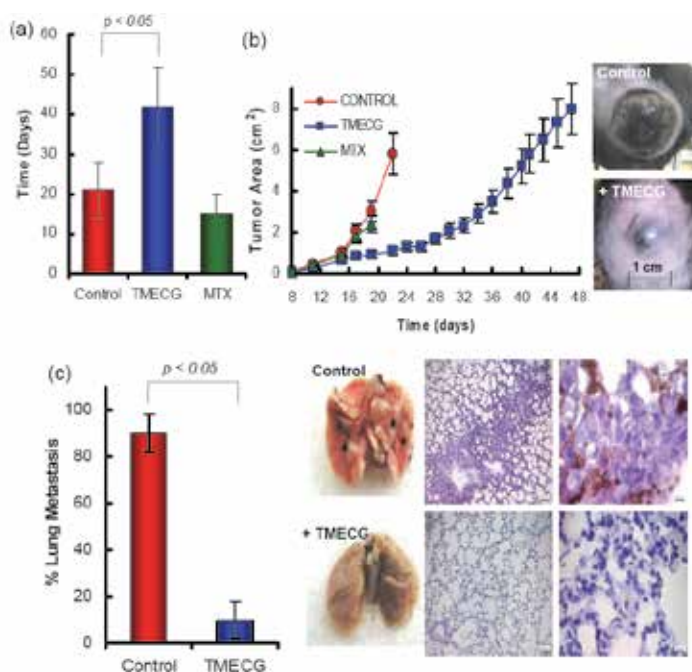 (a)
p < 0.05
Time (Days)
60
50
40
30
20
10
0
Control TMECG MTX
(b)
CONTROL
TMECG
MTX
Tumor Area (cm2)
8
6
4
2
0
8 12 16 20 24 28 32 36 40 44 48
Time (days)
Control
+ TMECG
1 cm
(c)
p < 0.05
% Lung Metastasis
100
80
60
40
20
0
Control TMECG
Control
+ TMECG